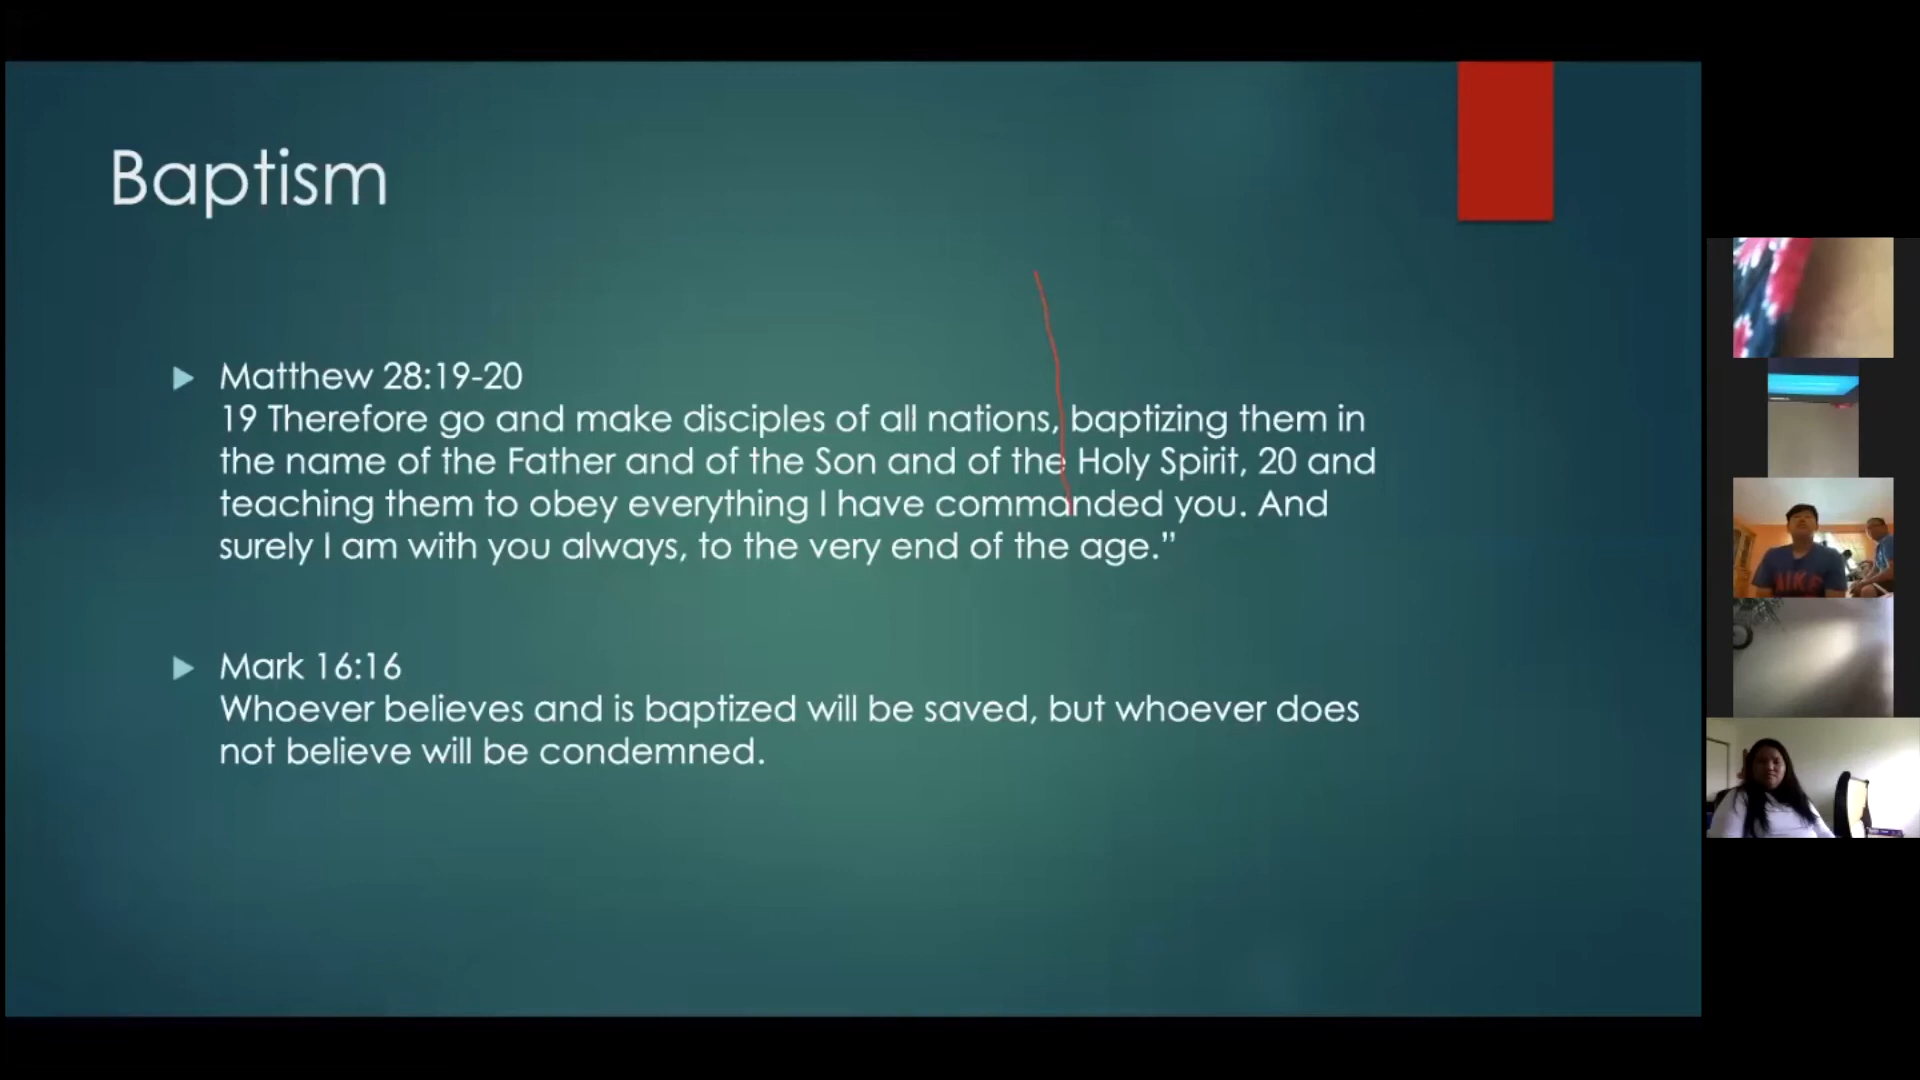 Baptism
Matthew 28:19-20
19 Therefore go and make disciples of all nations, baptizing them in
the name of the Father and of the Son and of the Holy Spirit, 20 and
teaching them to obey everything I have commanded you. And
surely I am with you always, to the very end of the age.”
Mark 16:16
Whoever believes and is baptized will be saved, but whoever does
not believe will be condemned.
NIKE